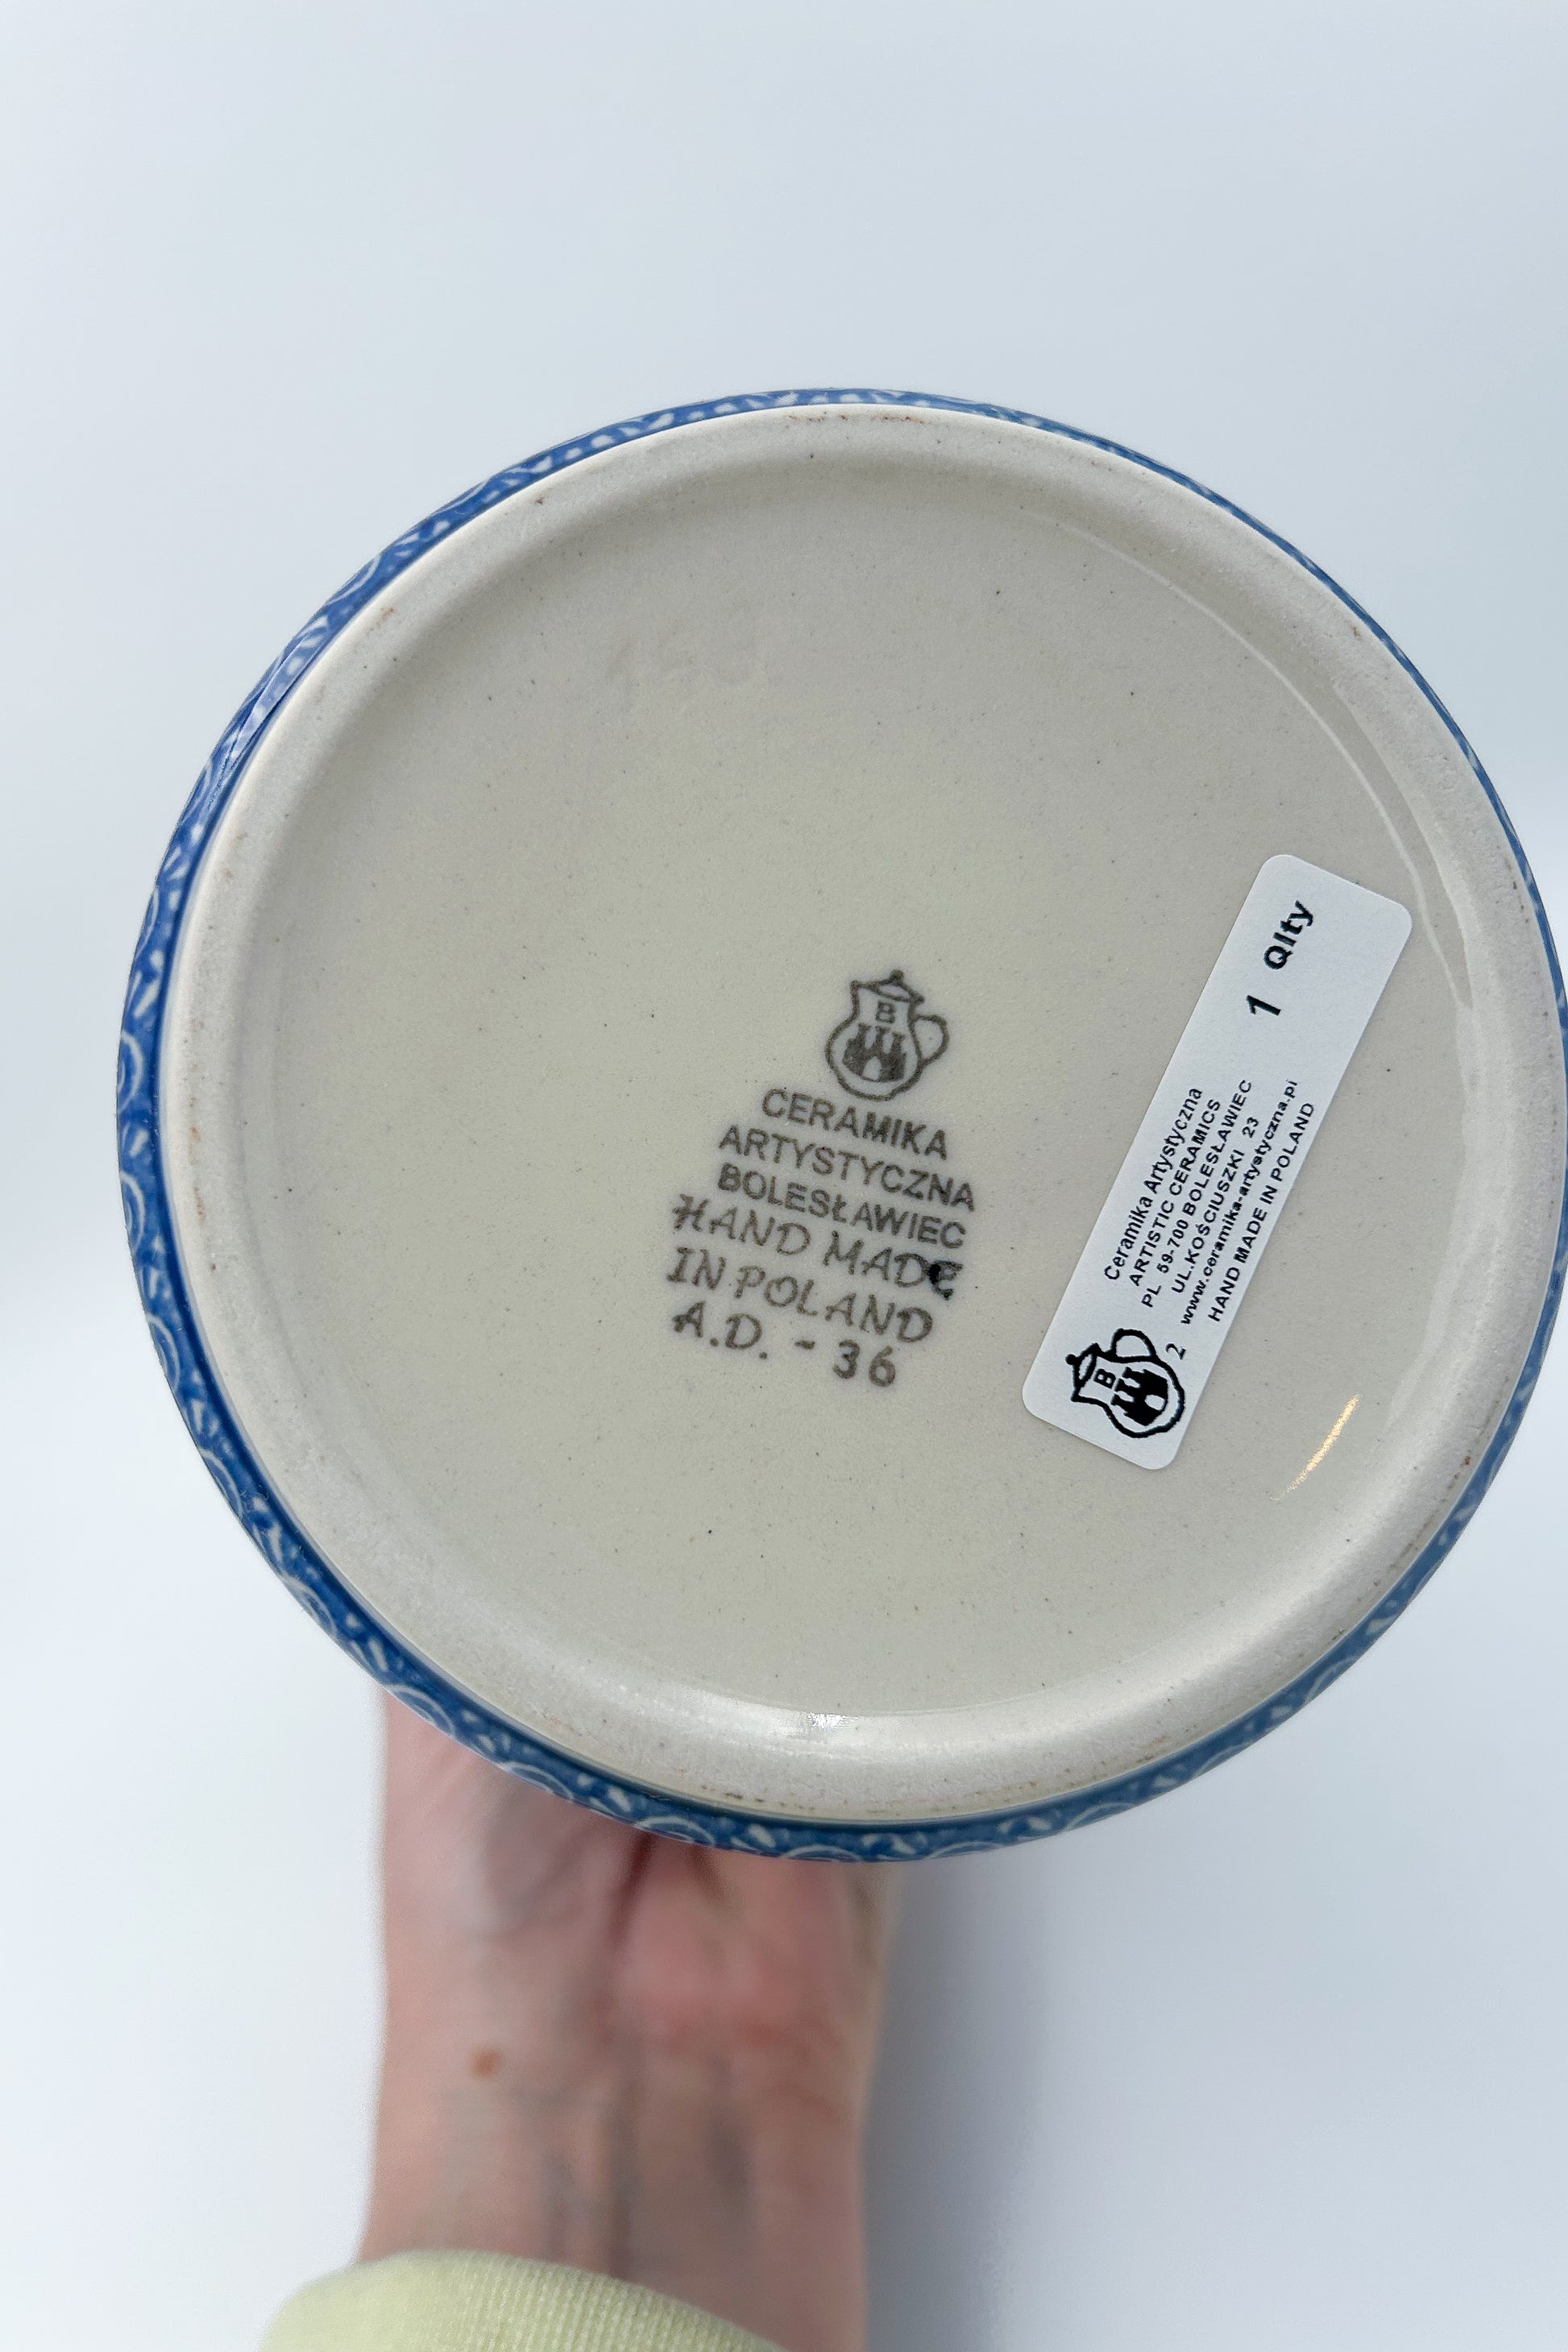 B
CERAMIKA
ARTYSTYCZNA
BOLESŁAWIEC
HAND MADE
IN POLAND
A.D. - 36
B
2
Ceramika Artystyczna
ARTISTIC CERAMICS
PL 59-700 BOLESŁAWIEC
UL.KOŚCIUSZKI 23
www.ceramika-artystyczna.pl
HAND MADE IN POLAND
1 Qlty